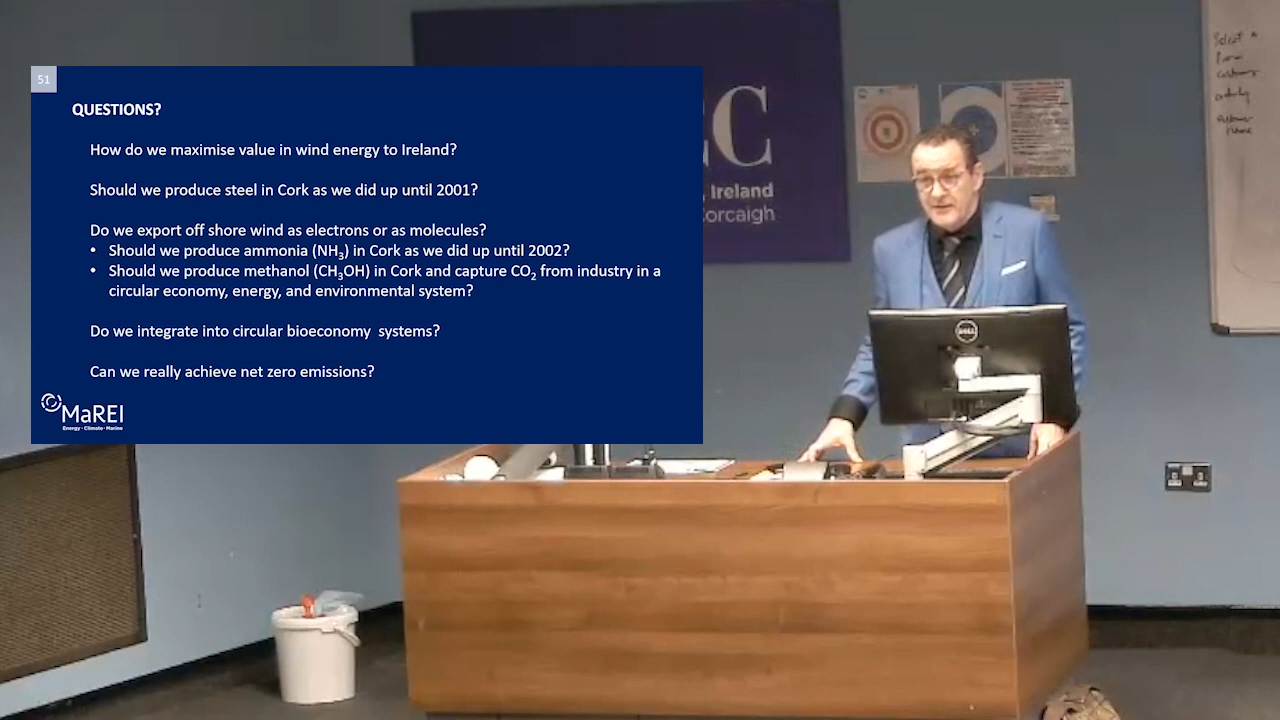 51
QUESTIONS?
How do we maximise value in wind energy to Ireland?
Should we produce steel in Cork as we did up until 2001?
Do we export off shore wind as electrons or as molecules?
• Should we produce ammonia (NH3) in Cork as we did up until 2002?
• Should we produce methanol (CH3OH) in Cork and capture CO2 from industry in a
circular economy, energy, and environmental system?
Do we integrate into circular bioeconomy systems?
Can we really achieve net zero emissions?
MaREI
Energy • Climate • Marine
CC
, Ireland
Corcaigh
DELL